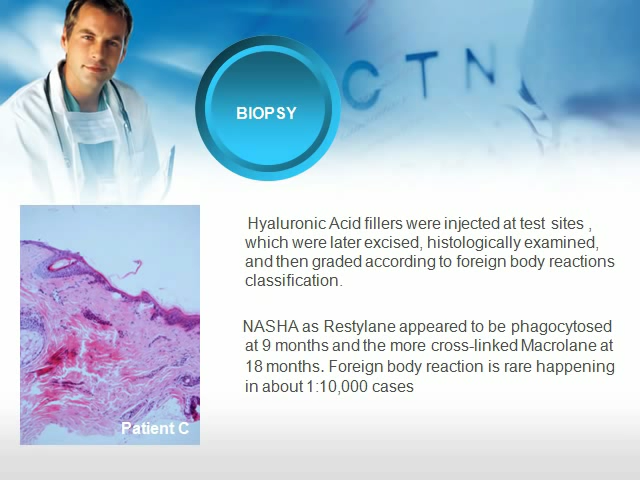 C T N
BIOPSY
Hyaluronic Acid fillers were injected at test sites ,
which were later excised, histologically examined,
and then graded according to foreign body reactions
classification.
NASHA as Restylane appeared to be phagocytosed
at 9 months and the more cross-linked Macrolane at
18 months. Foreign body reaction is rare happening
in about 1:10,000 cases
Patient C